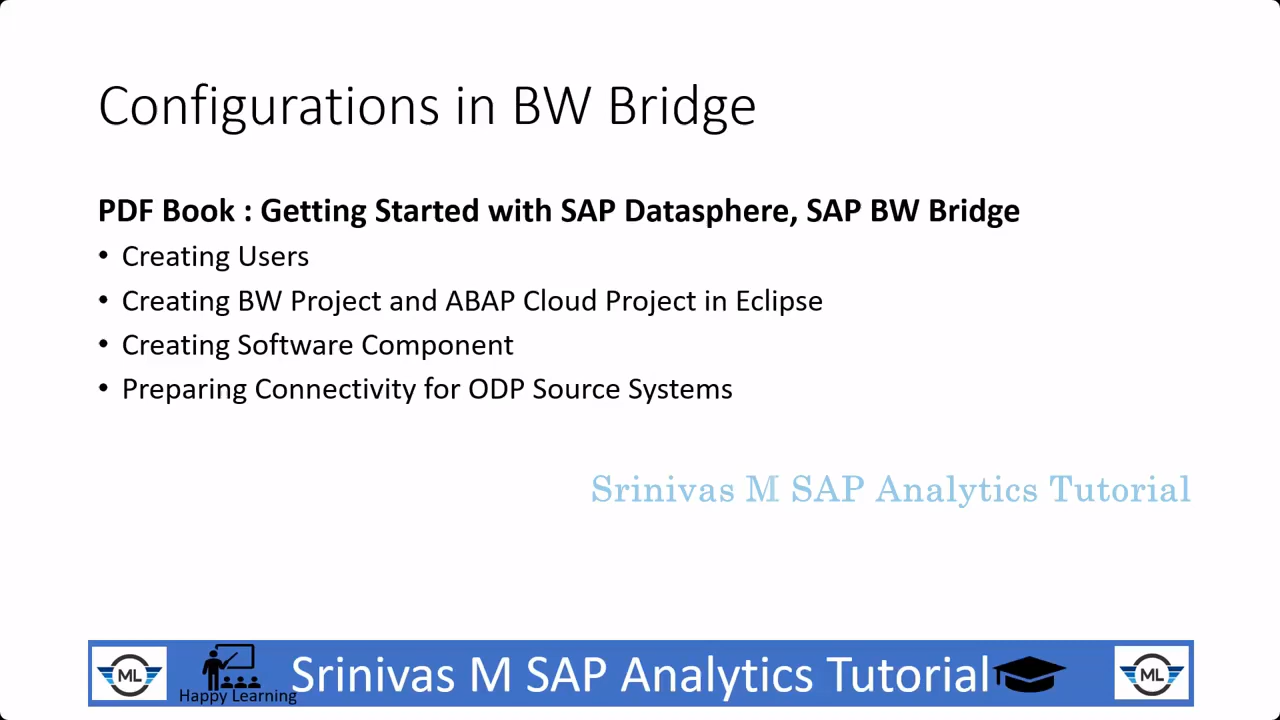 Configurations in BW Bridge
PDF Book : Getting Started with SAP Datasphere, SAP BW Bridge
• Creating Users
• Creating BW Project and ABAP Cloud Project in Eclipse
• Creating Software Component
• Preparing Connectivity for ODP Source Systems
Srinivas M SAP Analytics Tutorial
ML
Happy Learning
Srinivas M SAP Analytics Tutorial
ML